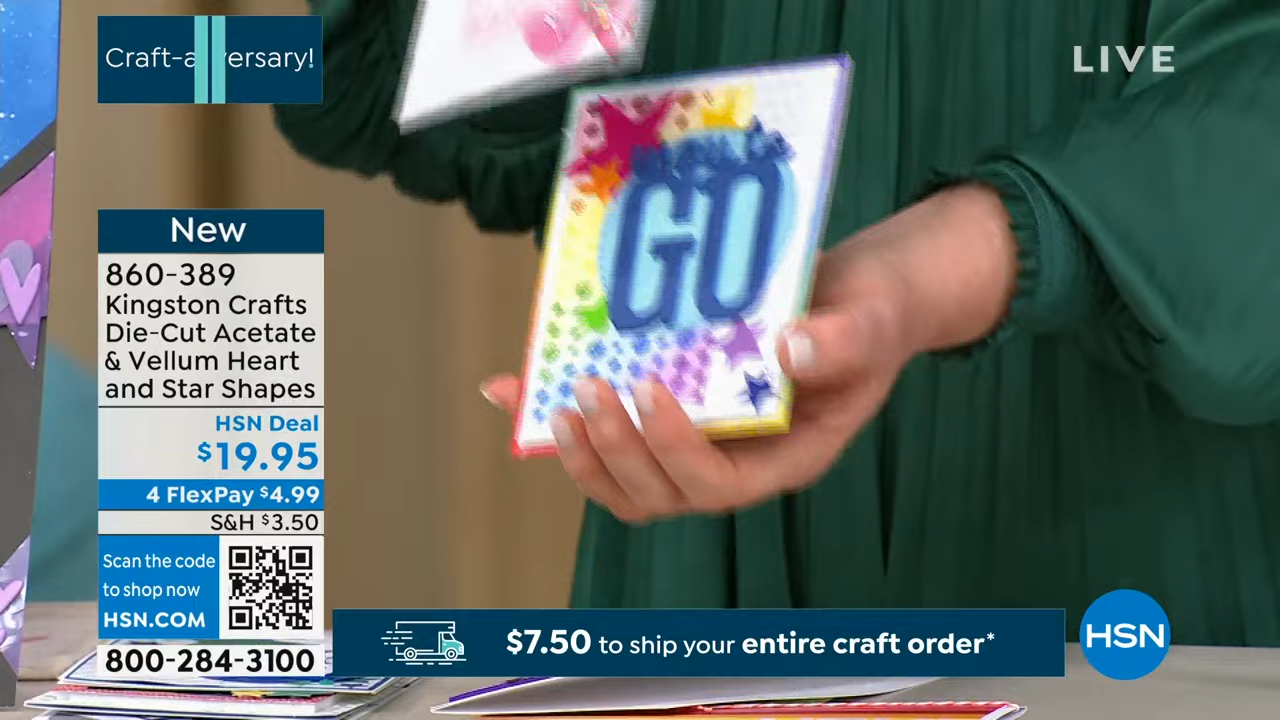 Craft-a versary!
LIVE
New
860-389
Kingston Crafts
Die-Cut Acetate
& Vellum Heart
and Star Shapes
HSN Deal
$19.95
4 FlexPay $4.99
S&H $3.50
Scan the code
to shop now
HSN.COM
800-284-3100
GO
$7.50 to ship your entire craft order*
HSN